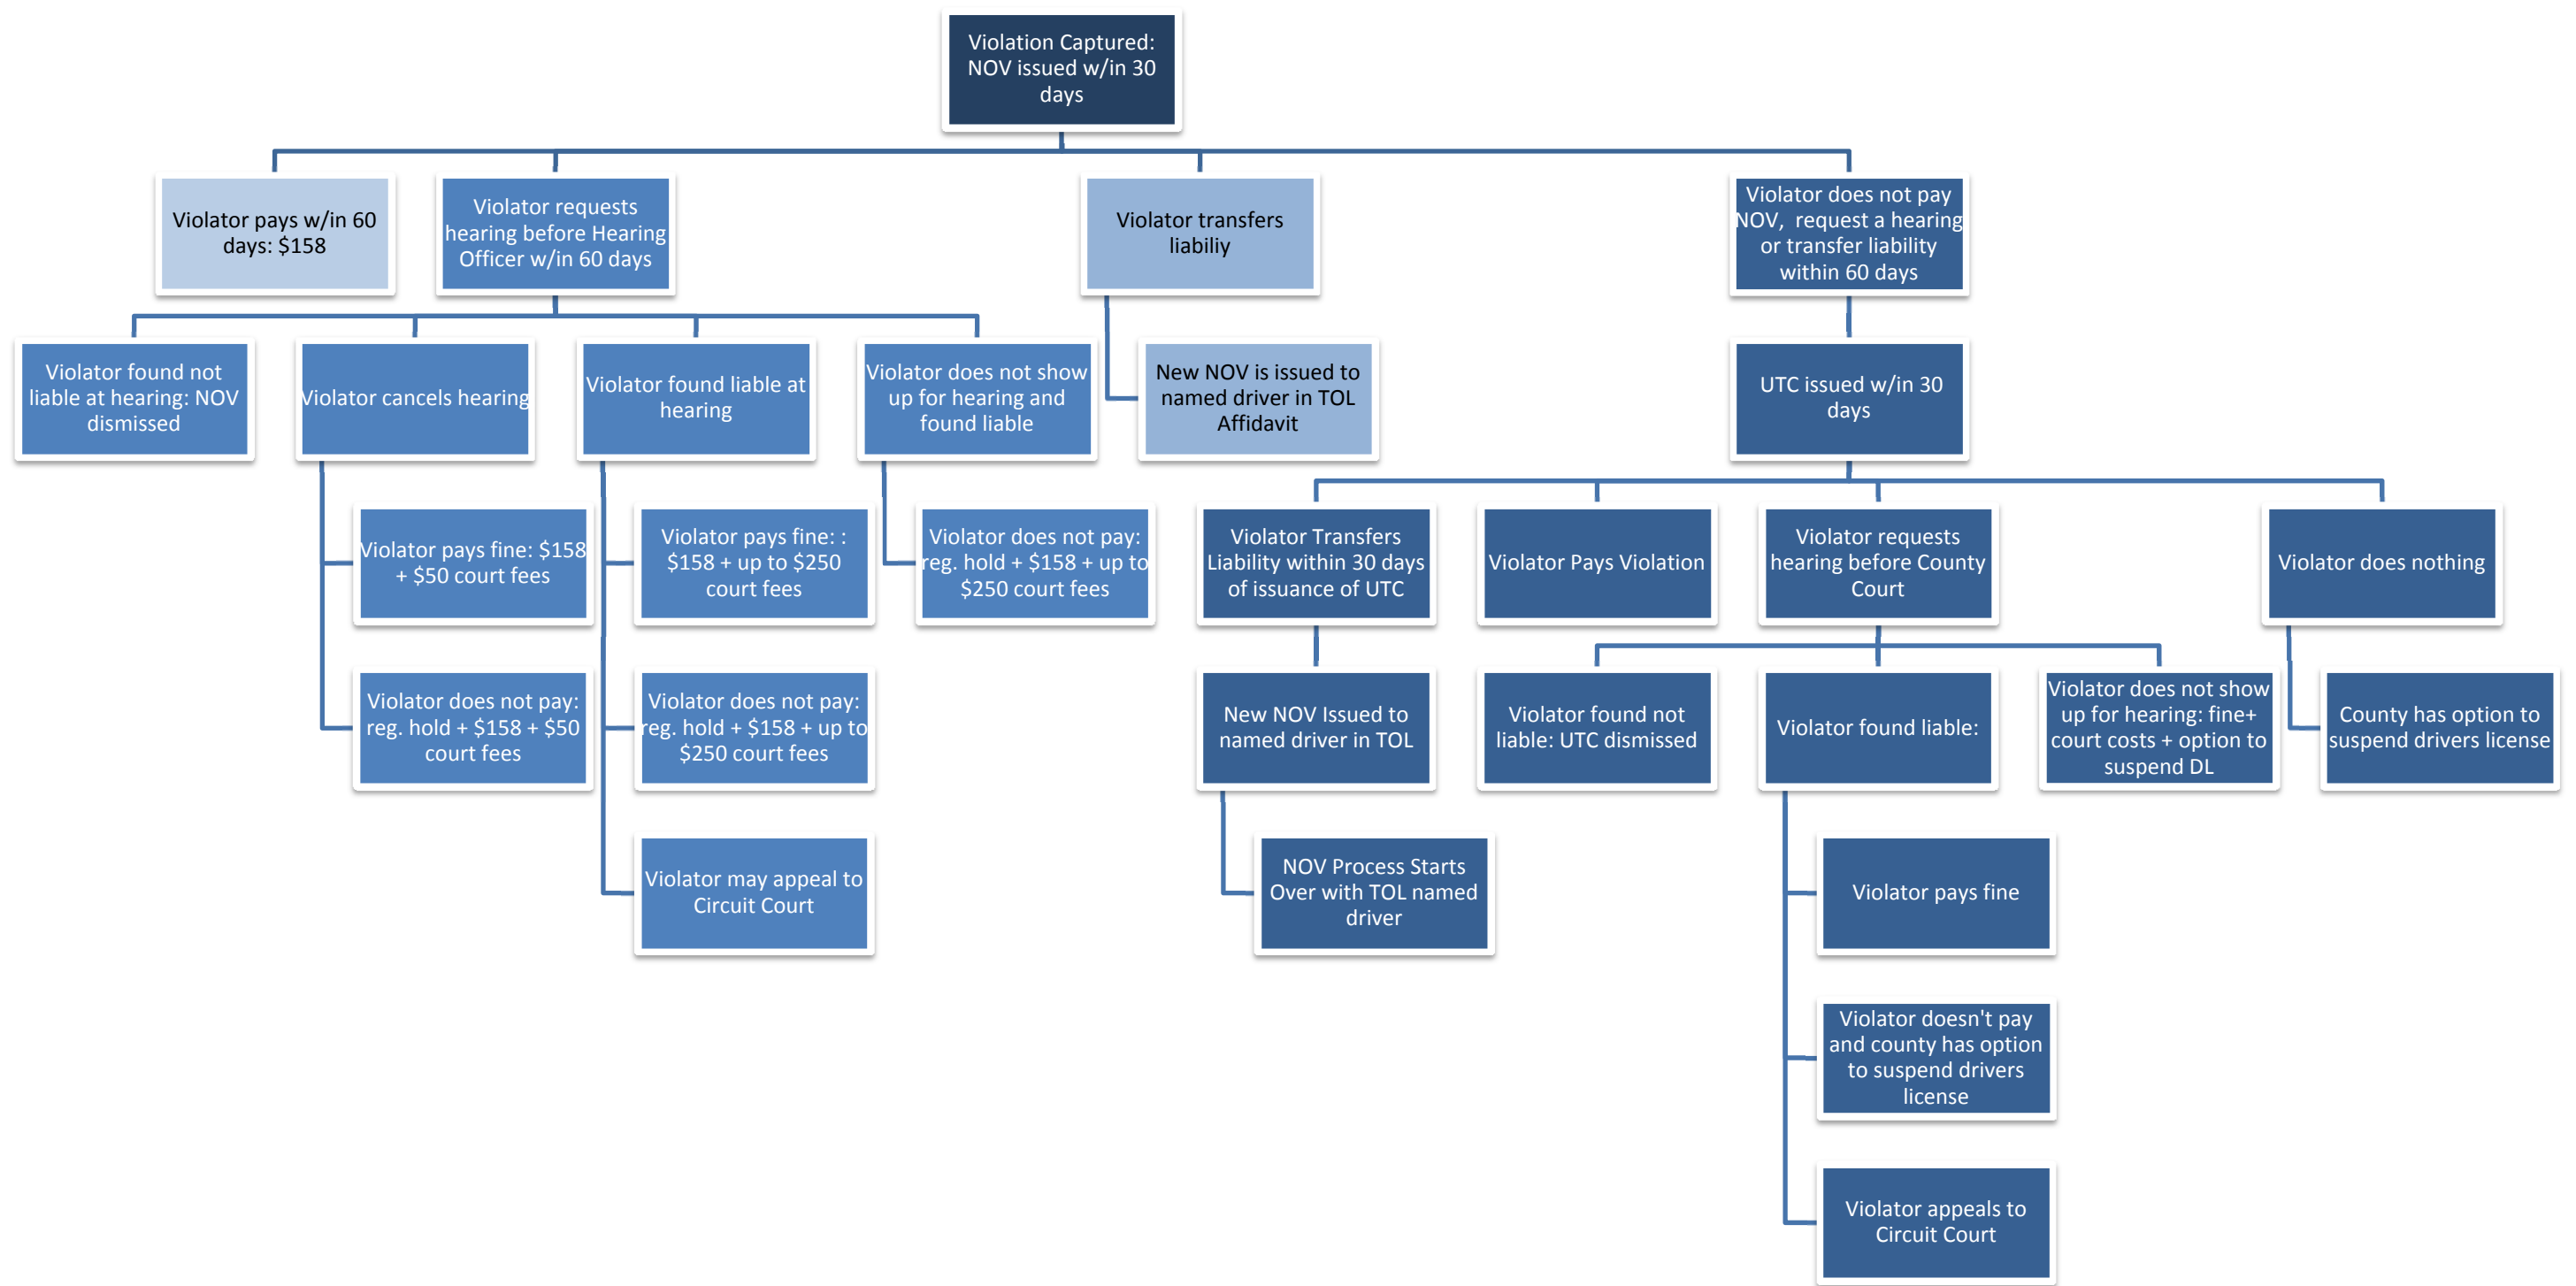 Violation Captured:
NOV issued w/in 30
days
Violator pays w/in 60
days: $158
Violator requests
hearing before Hearing
Officer w/in 60 days
Violator transfers
liabiliy
Violator does not pay
NOV, request a hearing
or transfer liability
within 60 days
Violator found not
liable at hearing: NOV
dismissed
Violator cancels hearing
Violator found liable at
hearing
Violator does not show
up for hearing and
found liable
New NOV is issued to
named driver in TOL
Affidavit
UTC issued w/in 30
days
Violator pays fine: $158
+ $50 court fees
Violator pays fine: :
$158 + up to $250
court fees
Violator does not pay:
reg. hold + $158 + up to
$250 court fees
Violator Transfers
Liability within 30 days
of issuance of UTC
Violator Pays Violation
Violator requests
hearing before County
Court
Violator does nothing
Violator does not pay:
reg. hold + $158 + $50
court fees
Violator does not pay:
reg. hold + $158 + up to
$250 court fees
New NOV Issued to
named driver in TOL
Violator found not
liable: UTC dismissed
Violator found liable:
Violator does not show
up for hearing: fine+
court costs + option to
suspend DL
County has option to
suspend drivers license
Violator may appeal to
Circuit Court
NOV Process Starts
Over with TOL named
driver
Violator pays fine
Violator doesn't pay
and county has option
to suspend drivers
license
Violator appeals to
Circuit Court